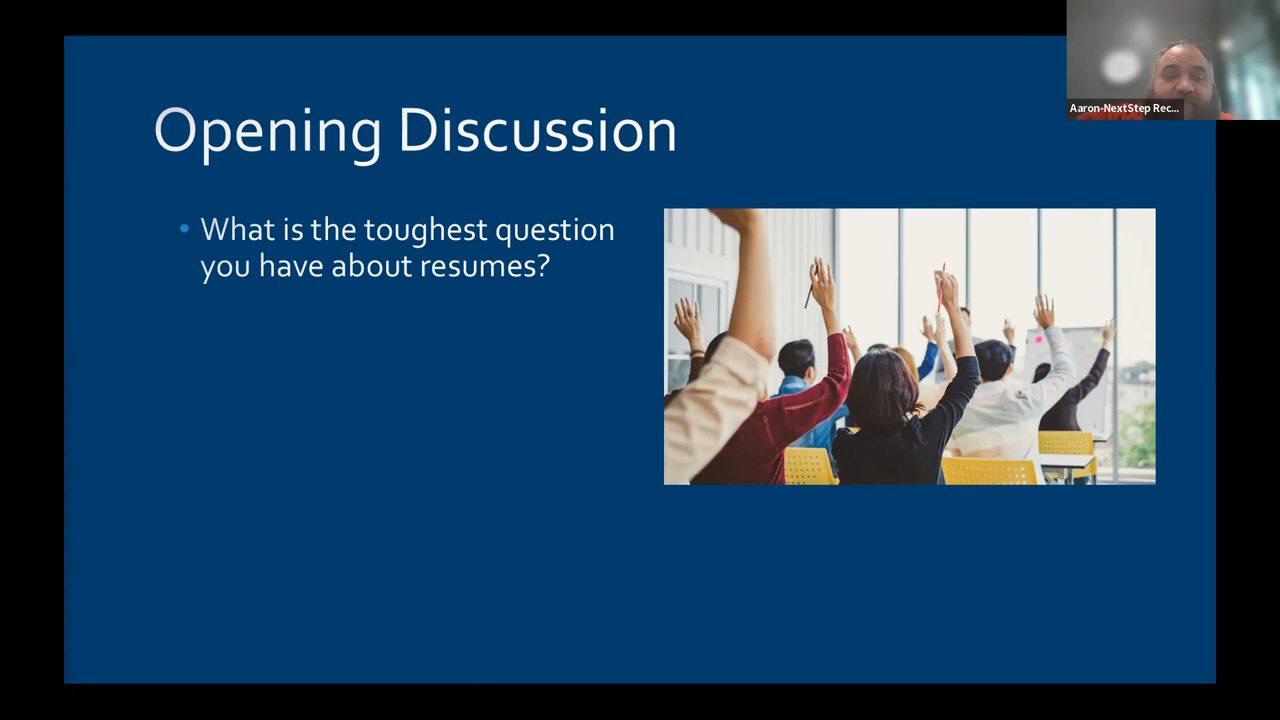 Opening Discussion
• What is the toughest question
you have about resumes?
Aaron-NextStep Rec...